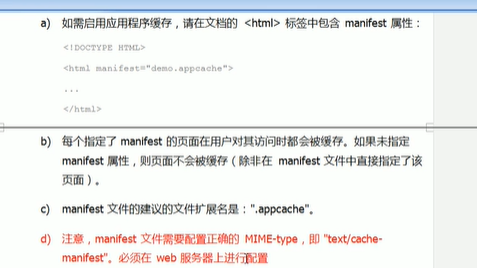 a) 如需启用应用程序缓存，请在文档的 <html> 标签中包含 manifest 属性：
<!DOCTYPE HTML>
<html manifest="demo.appcache">
...
</html>
b) 每个指定了 manifest 的页面在用户对其访问时都会被缓存。如果未指定
manifest 属性，则页面不会被缓存（除非在 manifest 文件中直接指定了该
页面）。
c) manifest 文件的建议的文件扩展名是：".appcache"。
d) 注意，manifest 文件需要配置正确的 MIME-type，即 "text/cache-
manifest"。必须在 web 服务器上进行配置